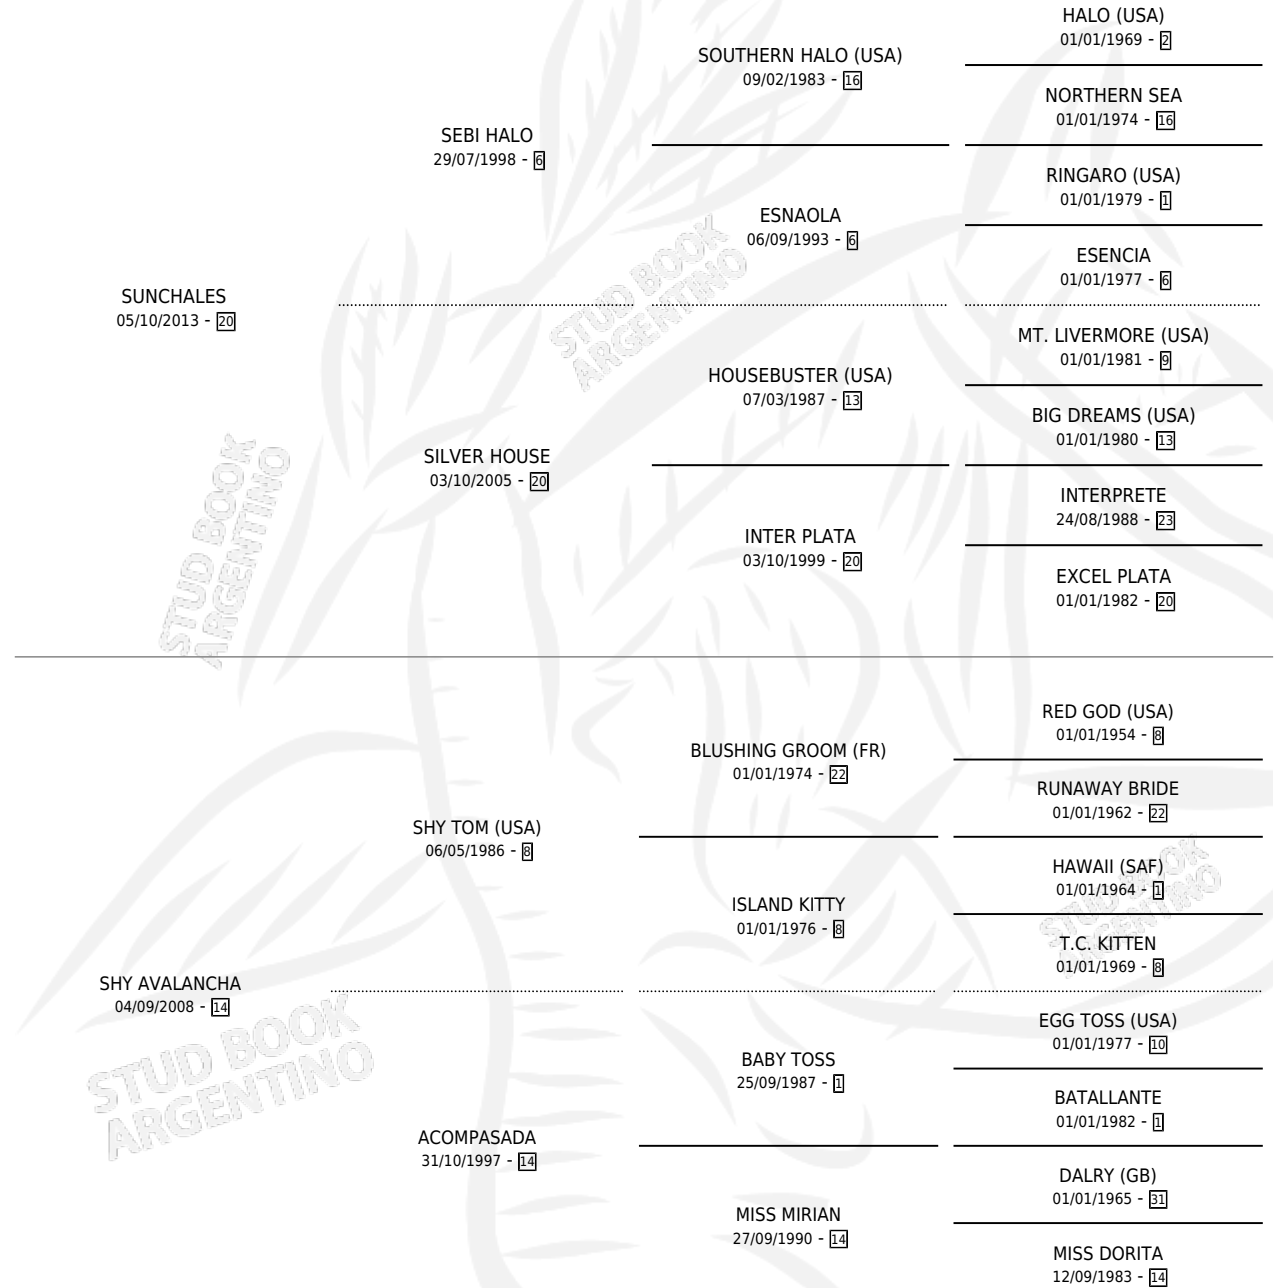 HALO (USA)
01/01/1969 - 2
SOUTHERN HALO (USA)
09/02/1983 - 16
NORTHERN SEA
01/01/1974 - 16
SEBI HALO
29/07/1998 - 6
RINGARO (USA)
01/01/1979 - 1
ESNAOLA
06/09/1993 - 6
ESENCIA
01/01/1977 - 6
SUNCHALES
05/10/2013 - 20
MT. LIVERMORE (USA)
01/01/1981 - 9
HOUSEBUSTER (USA)
07/03/1987 - 13
BIG DREAMS (USA)
01/01/1980 - 13
SILVER HOUSE
03/10/2005 - 20
INTERPRETE
24/08/1988 - 23
INTER PLATA
03/10/1999 - 20
EXCEL PLATA
01/01/1982 - 20
RED GOD (USA)
01/01/1954 - 8
BLUSHING GROOM (FR)
01/01/1974 - 22
RUNAWAY BRIDE
01/01/1962 - 22
SHY TOM (USA)
06/05/1986 - 8
HAWAII (SAF)
01/01/1964 - 1
ISLAND KITTY
01/01/1976 - 8
T.C. KITTEN
01/01/1969 - 8
SHY AVALANCHA
04/09/2008 - 14
EGG TOSS (USA)
01/01/1977 - 10
BABY TOSS
25/09/1987 - 1
BATALLANTE
01/01/1982 - 1
ACOMPASADA
31/10/1997 - 14
DALRY (GB)
01/01/1965 - 31
MISS MIRIAN
27/09/1990 - 14
MISS DORITA
12/09/1983 - 14
STUD BOOK
ARGENTINO
STUD BOOK
ARGENTINO
STUD BOOK
ARGENTINO
STUD BOOK
ARGENTINO